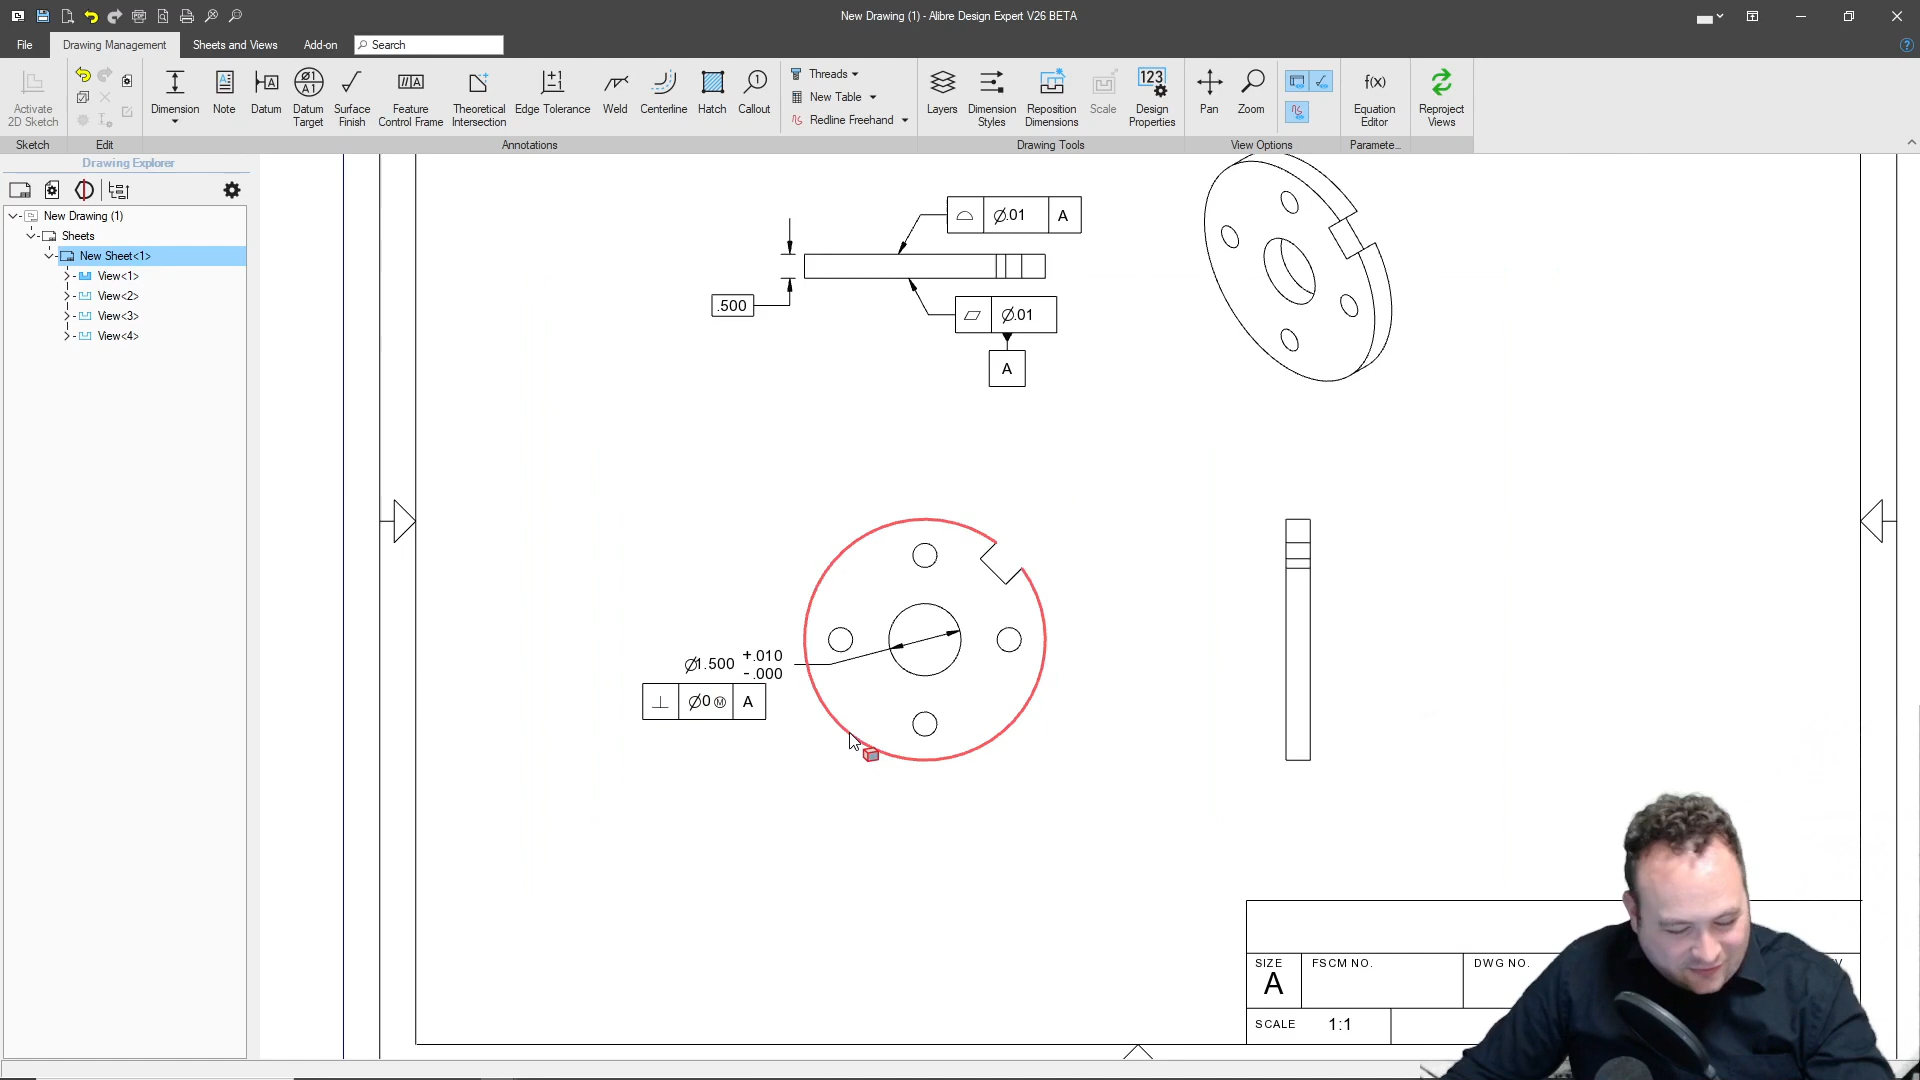 New Drawing (1) - Alibre Design Expert V26 BETA
File
Drawing Management
Sheets and Views
Add-on
Search
Activate
2D Sketch
Dimension
Note
Datum
Datum
Target
Surface
Finish
Feature
Control Frame
Theoretical
Intersection
Edge Tolerance
Weld
Centerline
Hatch
Callout
Threads
New Table
Redline Freehand
Layers
Dimension
Styles
Reposition
Dimensions
Scale
Design
Properties
Pan
Zoom
Equation
Editor
Reproject
Views
Sketch
Edit
Annotations
Drawing Tools
View Options
Paramete...
Drawing Explorer
New Drawing (1)
Sheets
New Sheet<1>
View<1>
View<2>
View<3>
View<4>
⌓ Ø.01 A
.500
⏥ Ø.01
A
Ø1.500 +.010
-.000
⟂ Ø0 Ⓜ A
SIZE
A
FSCM NO.
DWG NO.
SCALE 1:1